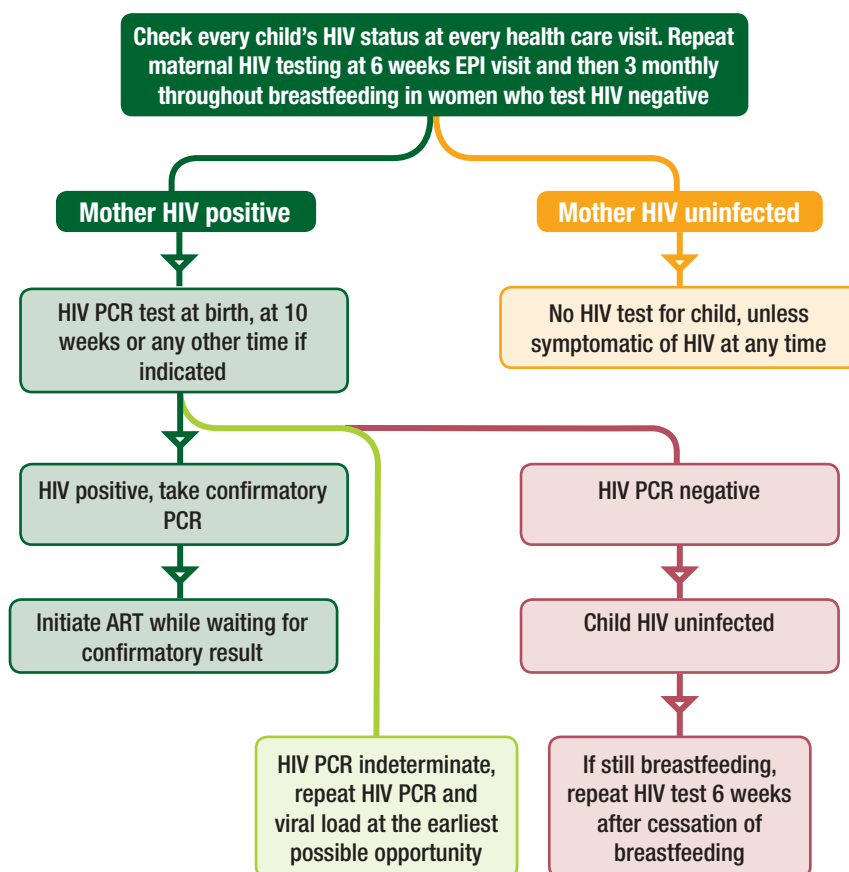 Check every child's HIV status at every health care visit. Repeat
maternal HIV testing at 6 weeks EPI visit and then 3 monthly
throughout breastfeeding in women who test HIV negative
Mother HIV positive
Mother HIV uninfected
HIV PCR test at birth, at 10
weeks or any other time if
indicated
No HIV test for child, unless
symptomatic of HIV at any time
HIV positive, take confirmatory
PCR
HIV PCR negative
Initiate ART while waiting for
confirmatory result
Child HIV uninfected
HIV PCR indeterminate,
repeat HIV PCR and
viral load at the earliest
possible opportunity
If still breastfeeding,
repeat HIV test 6 weeks
after cessation of
breastfeeding